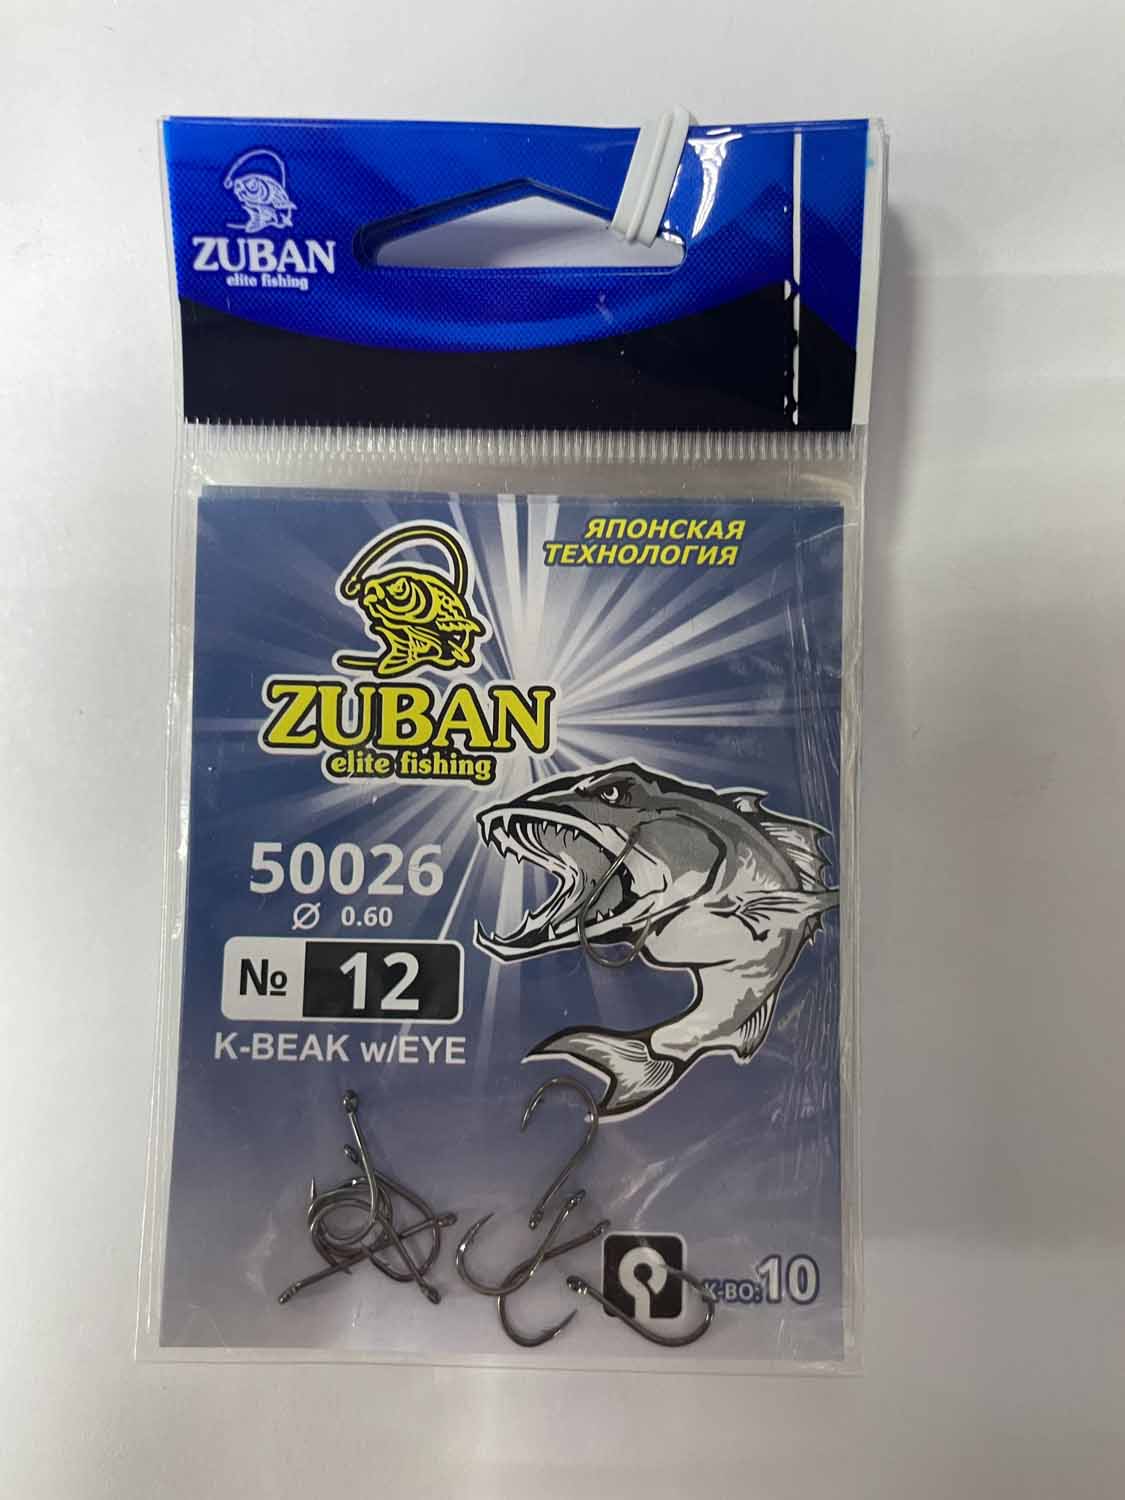 ZUBAN
elite fishing
ЯПОНСКАЯ
ТЕХНОЛОГИЯ
ZUBAN
elite fishing
50026
Ø 0.60
№ 12
K-BEAK w/EYE
К-ВО: 10